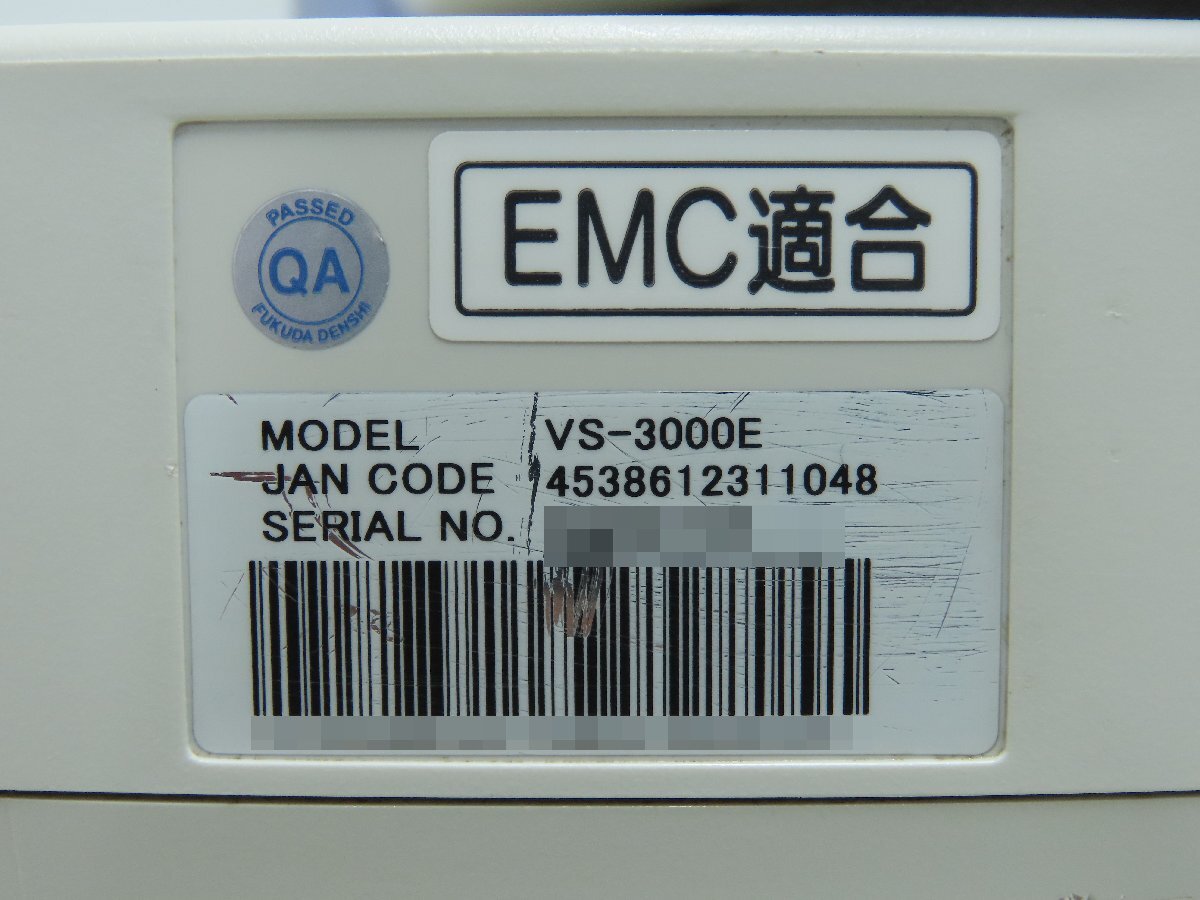 PASSED
QA
FUKUDA DENSHI
EMC適合
MODEL VS-3000E
JAN CODE 4538612311048
SERIAL NO.